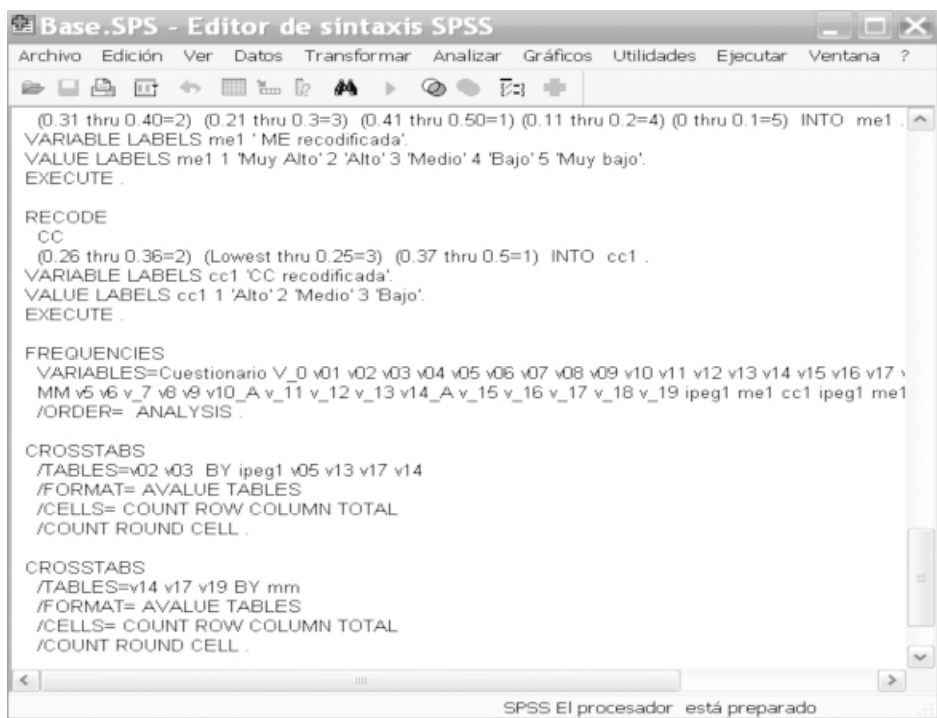 Base.SPS - Editor de sintaxis SPSS
Archivo Edición Ver Datos Transformar Analizar Gráficos Utilidades Ejecutar Ventana ?
(0.31 thru 0.40=2) (0.21 thru 0.3=3) (0.41 thru 0.50=1) (0.11 thru 0.2=4) (0 thru 0.1=5) INTO me1 .
VARIABLE LABELS me1 ' ME recodificada'.
VALUE LABELS me1 1 'Muy Alto' 2 'Alto' 3 'Medio' 4 'Bajo' 5 'Muy bajo'.
EXECUTE .
RECODE
CC
(0.26 thru 0.36=2) (Lowest thru 0.25=3) (0.37 thru 0.5=1) INTO cc1 .
VARIABLE LABELS cc1 'CC recodificada'.
VALUE LABELS cc1 1 'Alto' 2 'Medio' 3 'Bajo'.
EXECUTE .
FREQUENCIES
VARIABLES=Cuestionario V_0 v01 v02 v03 v04 v05 v06 v07 v08 v09 v10 v11 v12 v13 v14 v15 v16 v17
MM v5 v6 v_7 v8 v9 v10_A v_11 v_12 v_13 v14_A v_15 v_16 v_17 v_18 v_19 ipeg1 me1 cc1 ipeg1 me1
/ORDER= ANALYSIS .
CROSSTABS
/TABLES=v02 v03 BY ipeg1 v05 v13 v17 v14
/FORMAT= AVALUE TABLES
/CELLS= COUNT ROW COLUMN TOTAL
/COUNT ROUND CELL .
CROSSTABS
/TABLES=v14 v17 v19 BY mm
/FORMAT= AVALUE TABLES
/CELLS= COUNT ROW COLUMN TOTAL
/COUNT ROUND CELL .
SPSS El procesador está preparado